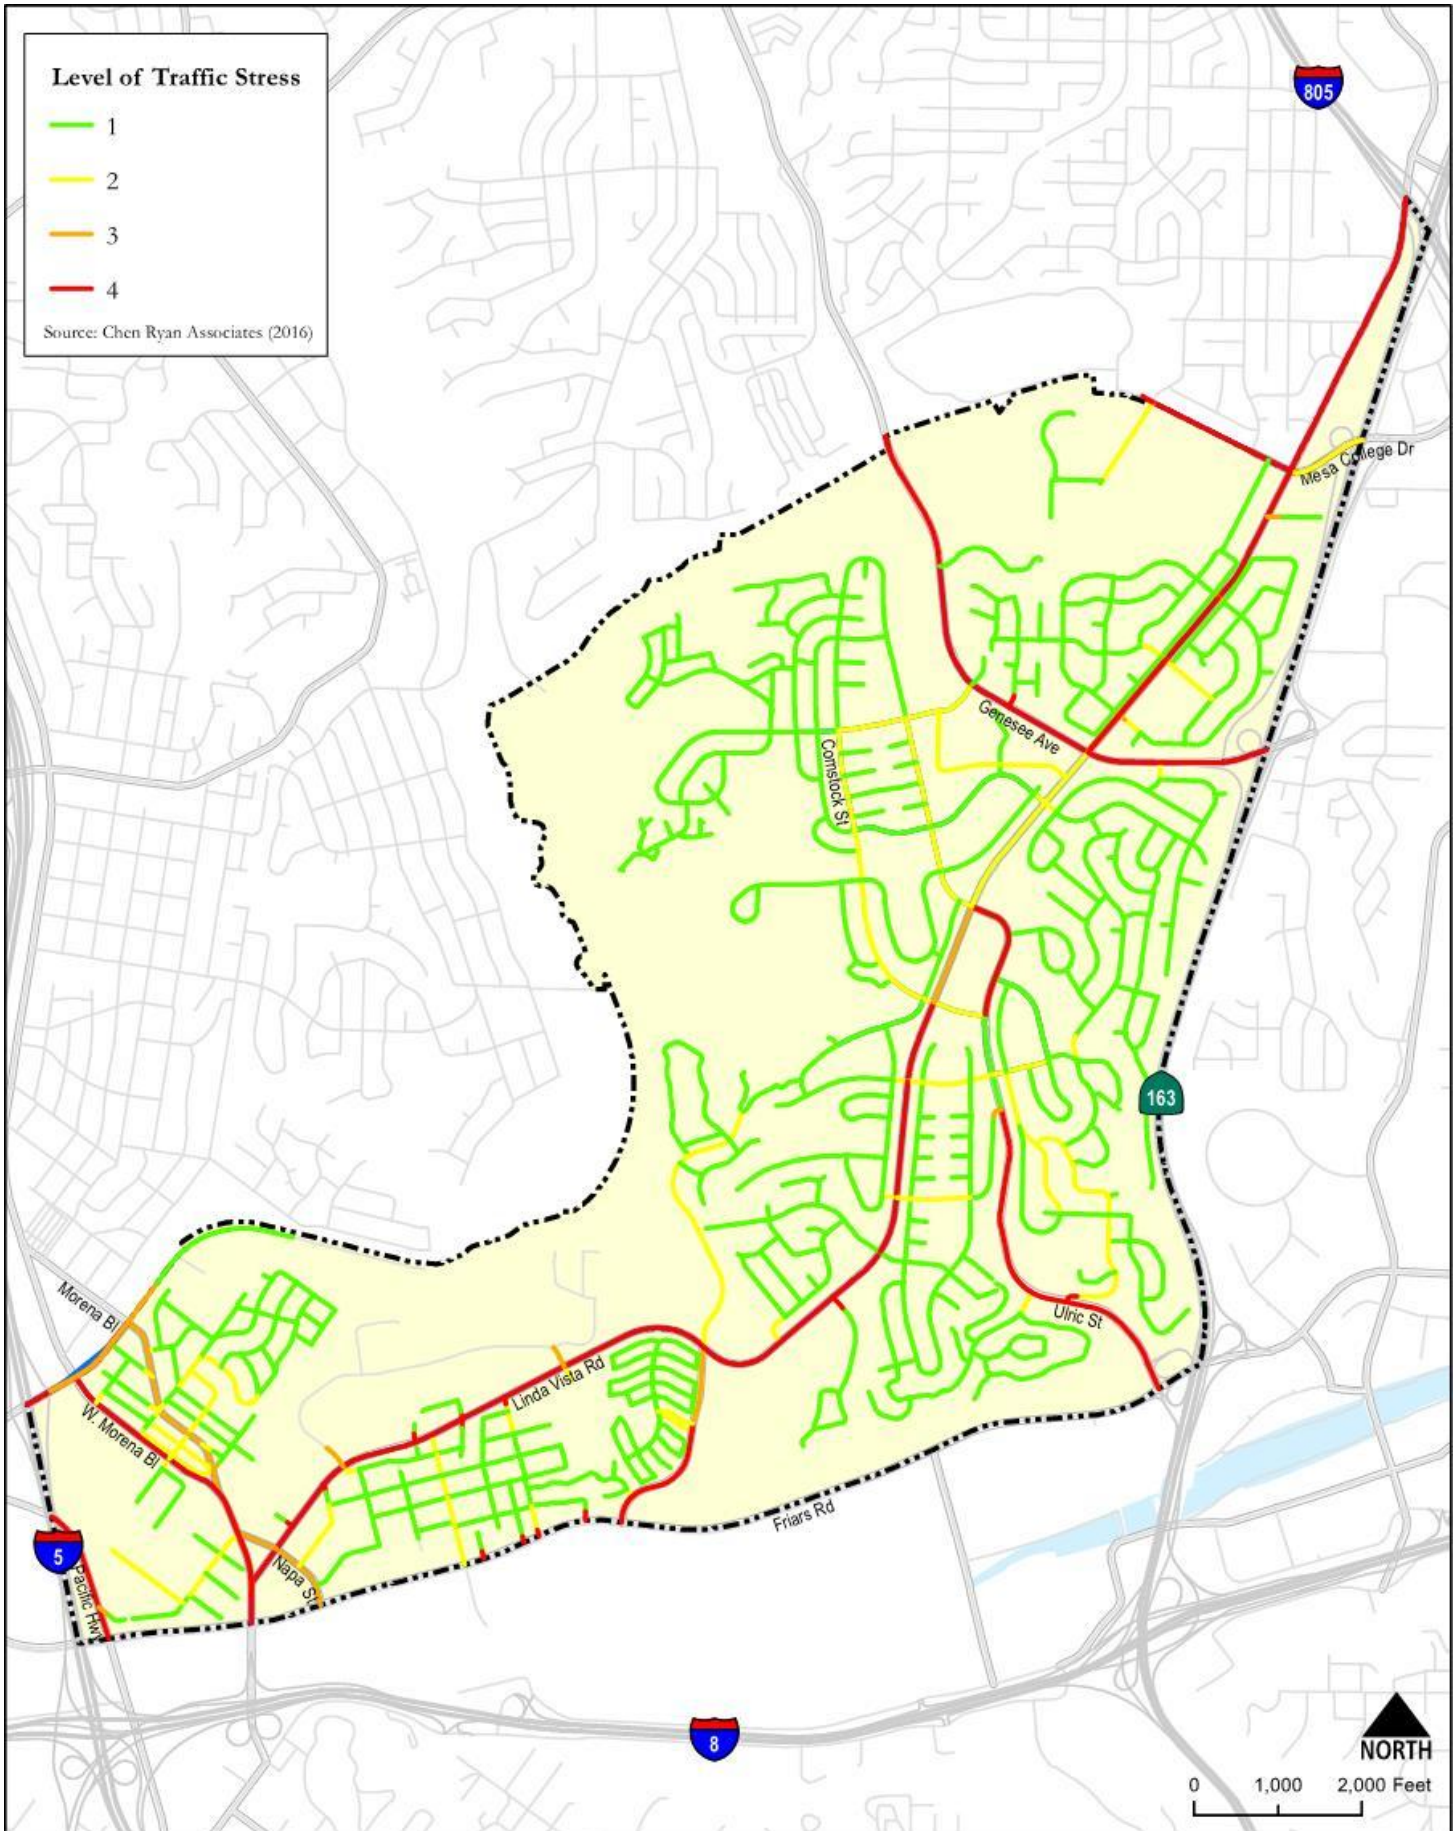 Level of Traffic Stress
1
2
3
4
Source: Chen Ryan Associates (2016)
805
Mesa College Dr
Genesee Ave
Comstock St
163
Morena Bl
Ulric St
Linda Vista Rd
W. Morena Bl
Friars Rd
5
Napa St
Pacific Hwy
8
NORTH
0 1,000 2,000 Feet